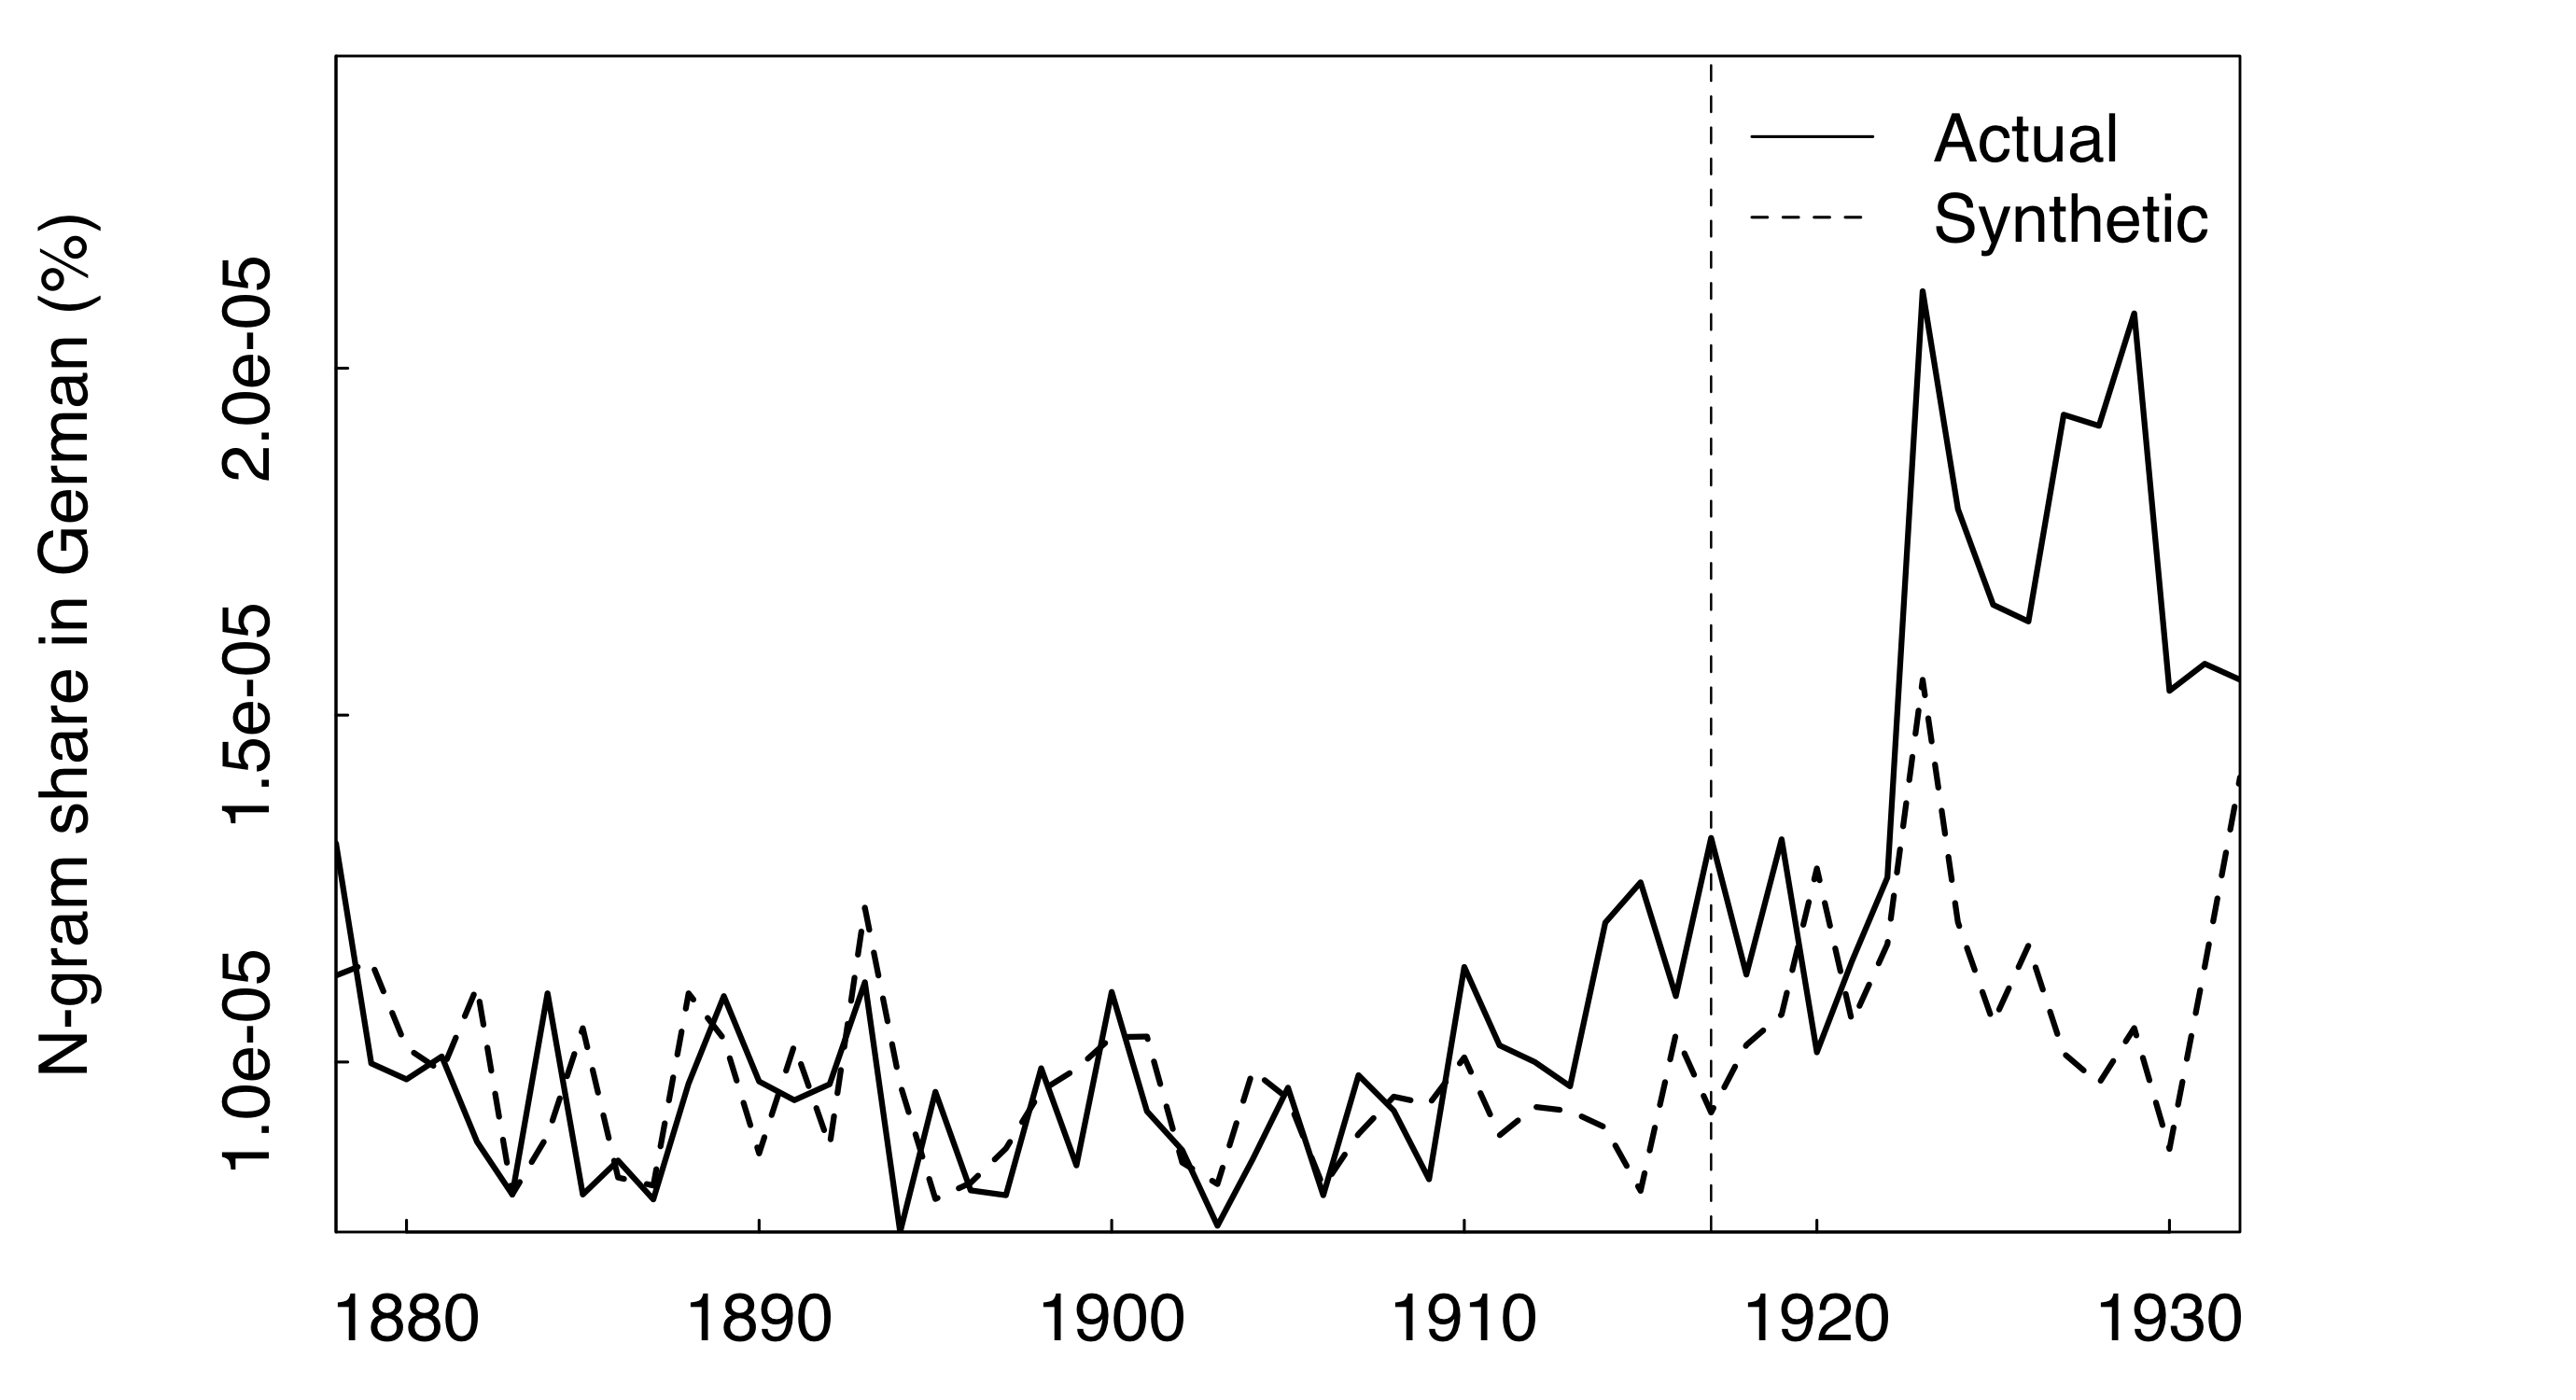 Actual
Synthetic
N-gram share in German (%)
2.0e-05
1.5e-05
1.0e-05
1880 1890 1900 1910 1920 1930